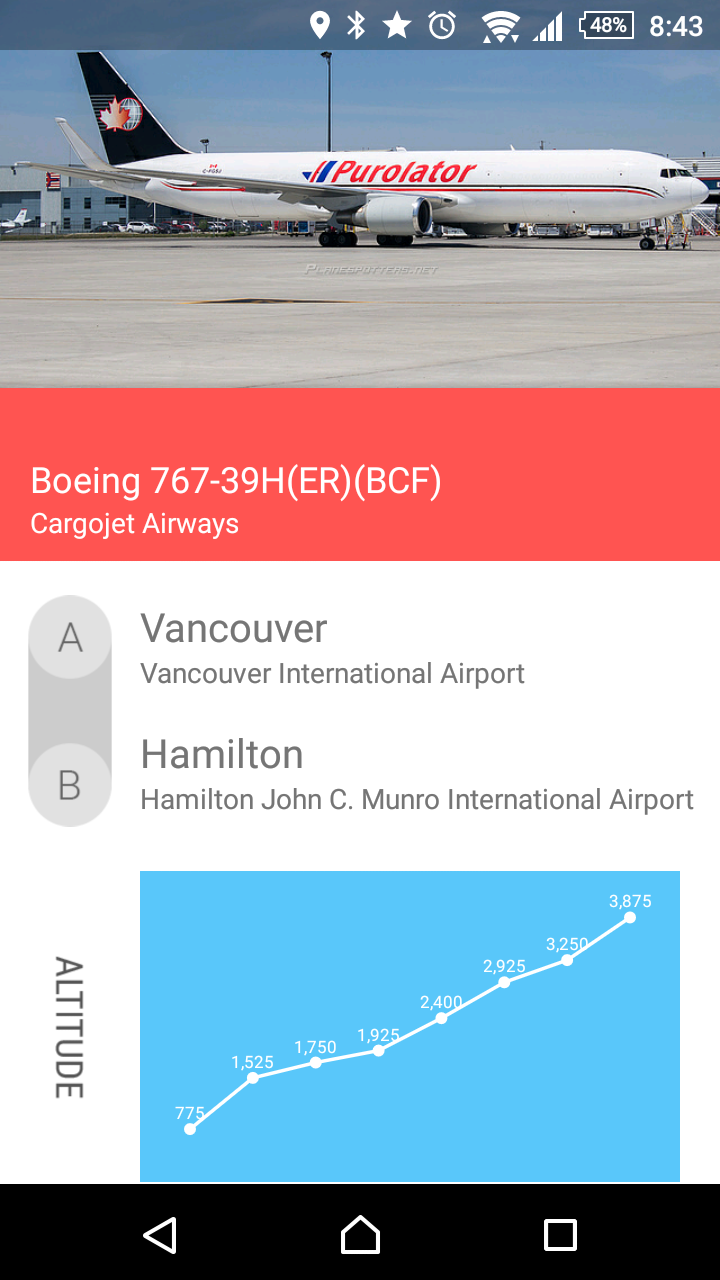 48% 8:43
Purolator
C-FGSJ
PLANESPOTTERS.NET
Boeing 767-39H(ER)(BCF)
Cargojet Airways
A
Vancouver
Vancouver International Airport
B
Hamilton
Hamilton John C. Munro International Airport
ALTITUDE
775
1,525
1,750
1,925
2,400
2,925
3,250
3,875